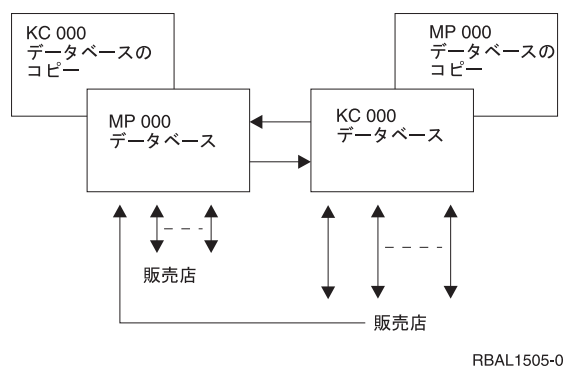 KC 000
データベースの
コピー
MP 000
データベースの
コピー
MP 000
データベース
KC 000
データベース
販売店
販売店
RBAL1505-0